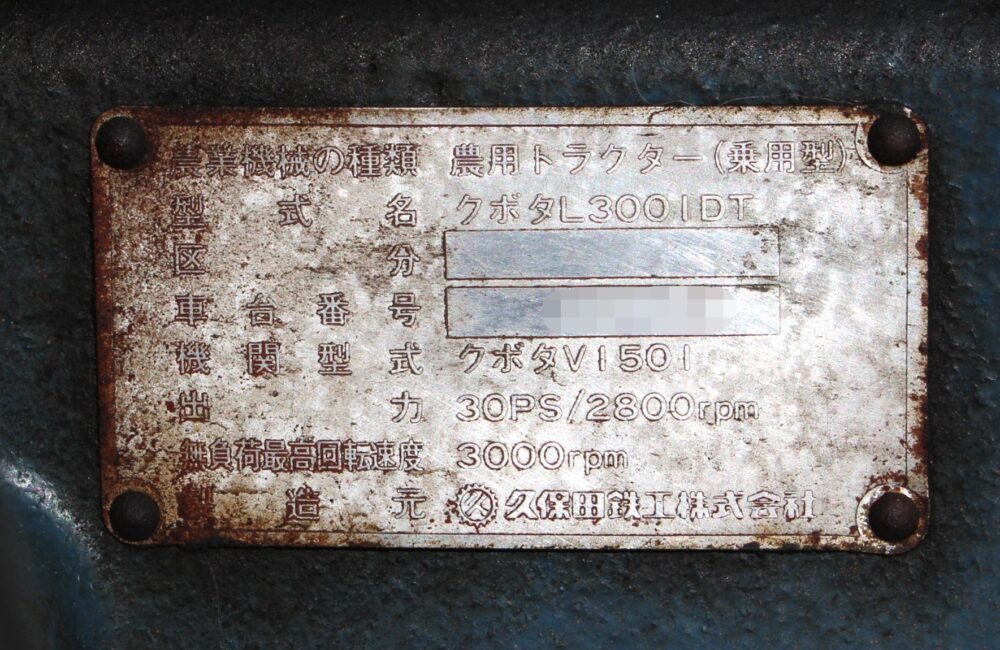 農業機械の種類 農用トラクター(乗用型)
型式名 クボタL3001DT
区分
車台番号
機関型式 クボタV1501
出力 30PS/2800rpm
無負荷最高回転速度 3000rpm
製造元 久保田鉄工株式会社